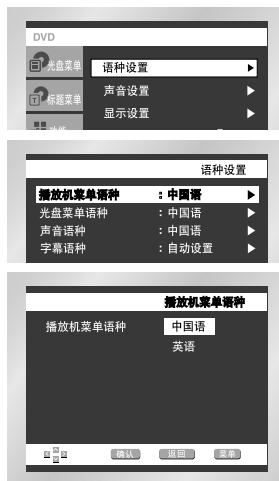 DVD
光盘菜单
语种设置
标题菜单
声音设置
显示设置
功能
语种设置
播放机菜单语种 : 中国语
光盘菜单语种 : 中国语
声音语种 : 中国语
字幕语种 : 自动设置
播放机菜单语种
播放机菜单语种 中国语
英语
确认 返回 菜单